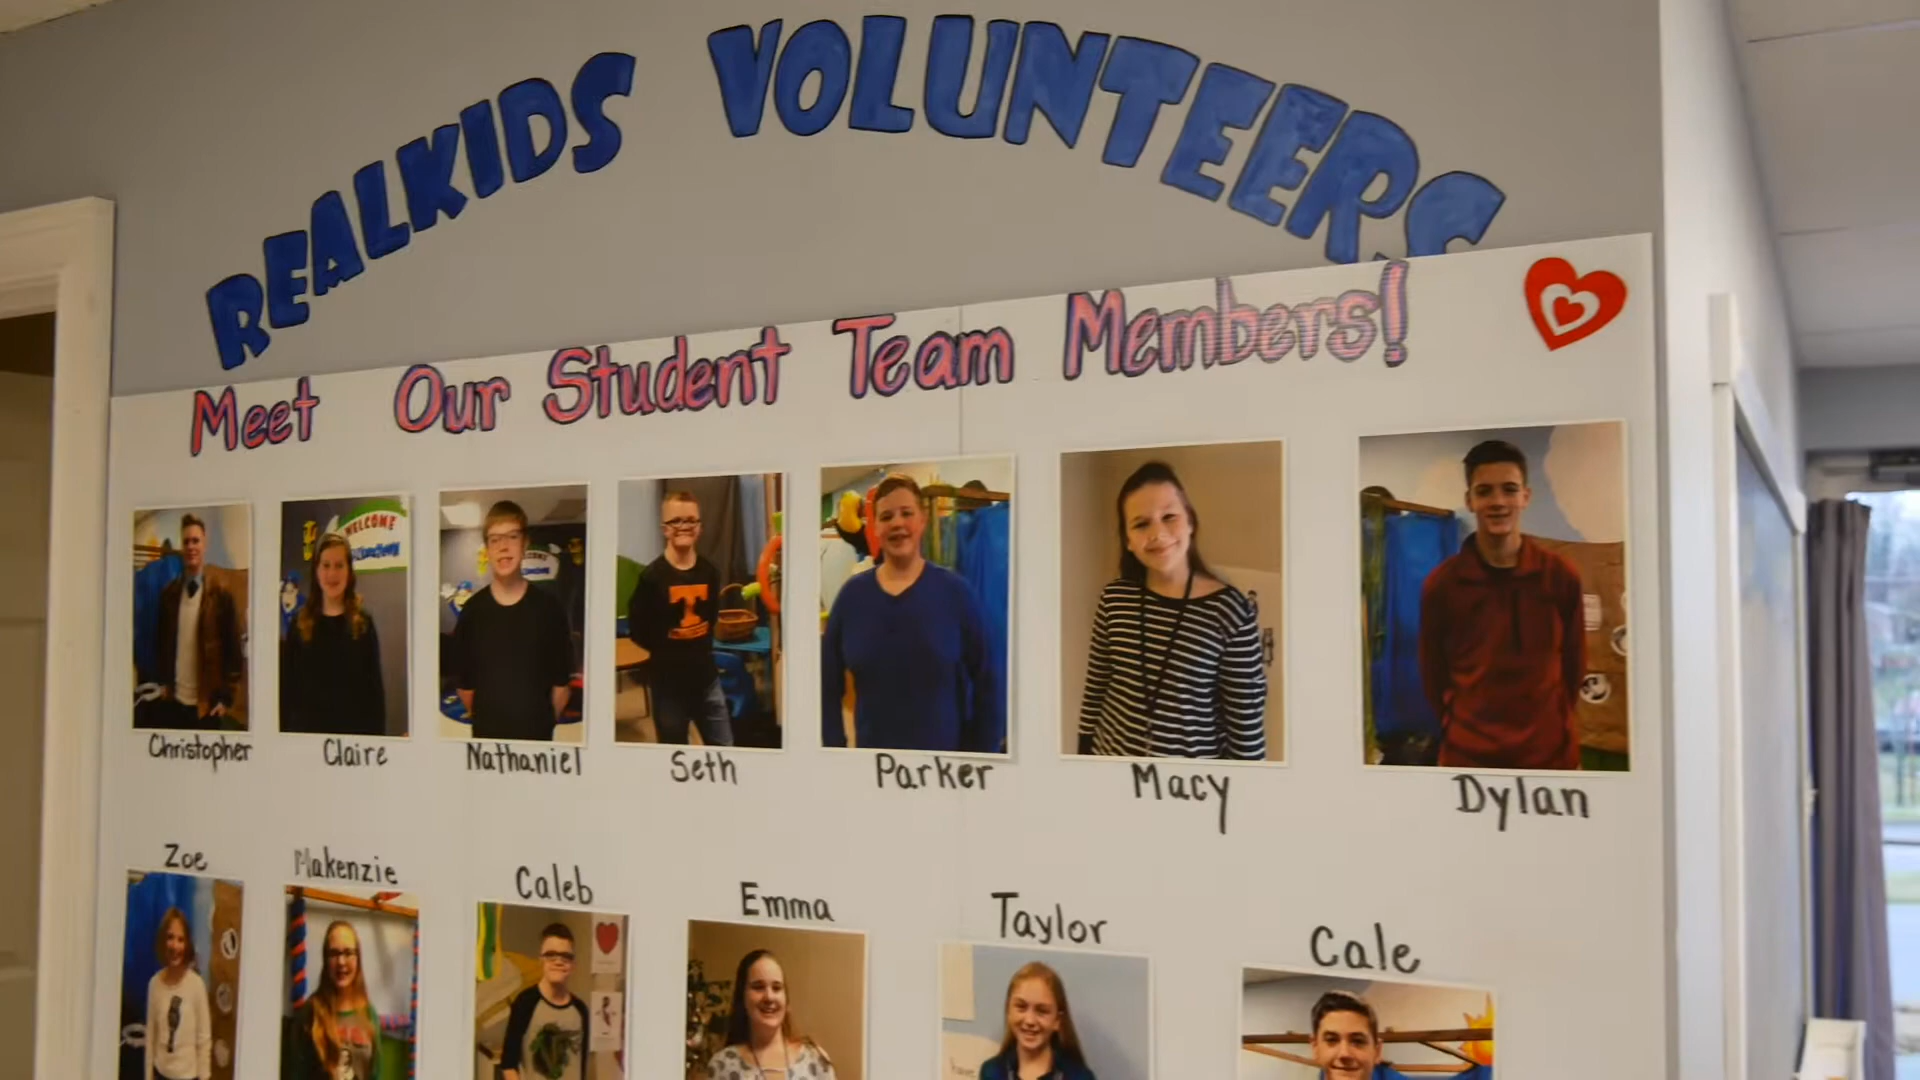 REALKIDS VOLUNTEERS
Meet Our Student Team Members!
WELCOME
Christopher Claire Nathaniel Seth Parker Macy Dylan
Zoe Makenzie Caleb Emma Taylor Cale